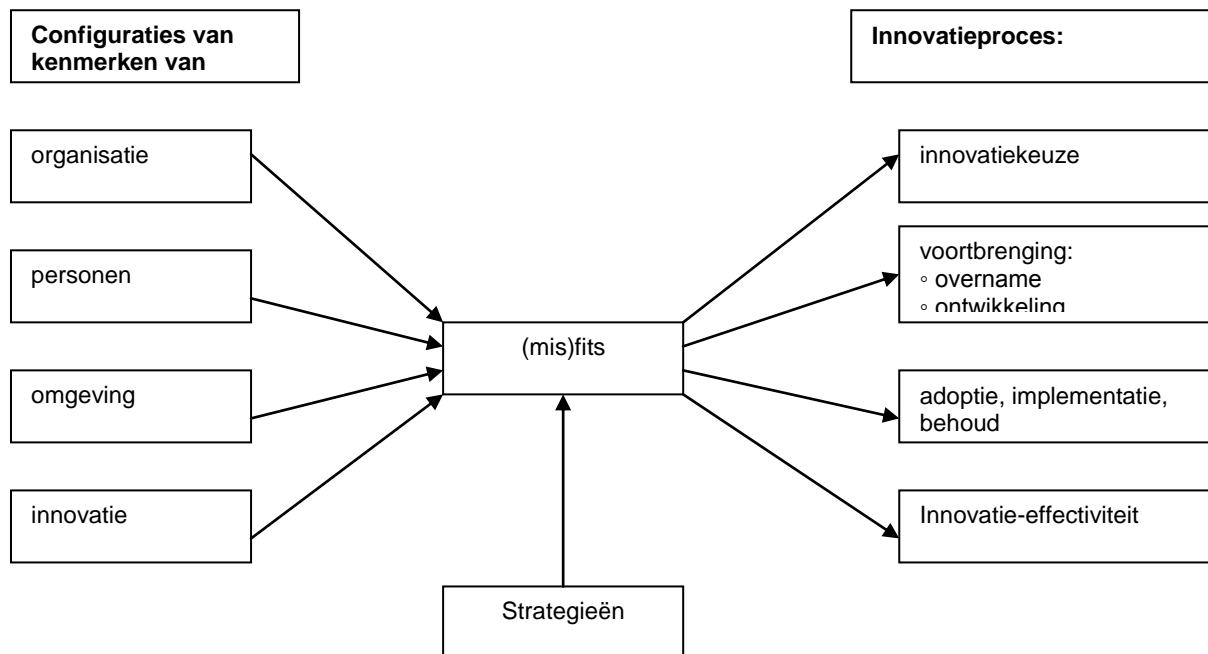 Configuraties van
kenmerken van
Innovatieproces:
organisatie
innovatiekeuze
personen
voortbrenging:
◦ overname
◦ ontwikkeling
(mis)fits
omgeving
adoptie, implementatie,
behoud
innovatie
Innovatie-effectiviteit
Strategieën